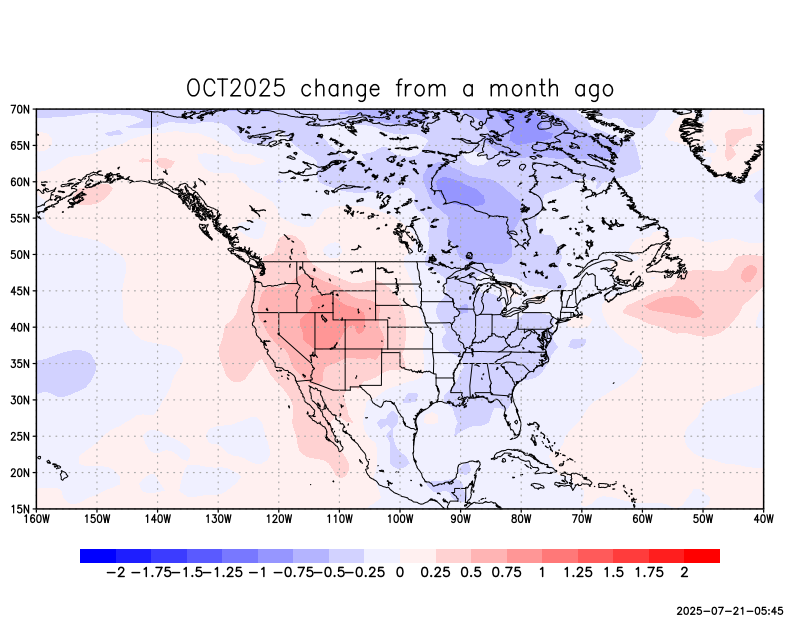 OCT2025 change from a month ago
70N
65N
60N
55N
50N
45N
40N
35N
30N
25N
20N
15N
160W 150W 140W 130W 120W 110W 100W 90W 80W 70W 60W 50W 40W
-2 -1.75 -1.5 -1.25 -1 -0.75 -0.5 -0.25 0 0.25 0.5 0.75 1 1.25 1.5 1.75 2
2025-07-21-05:45